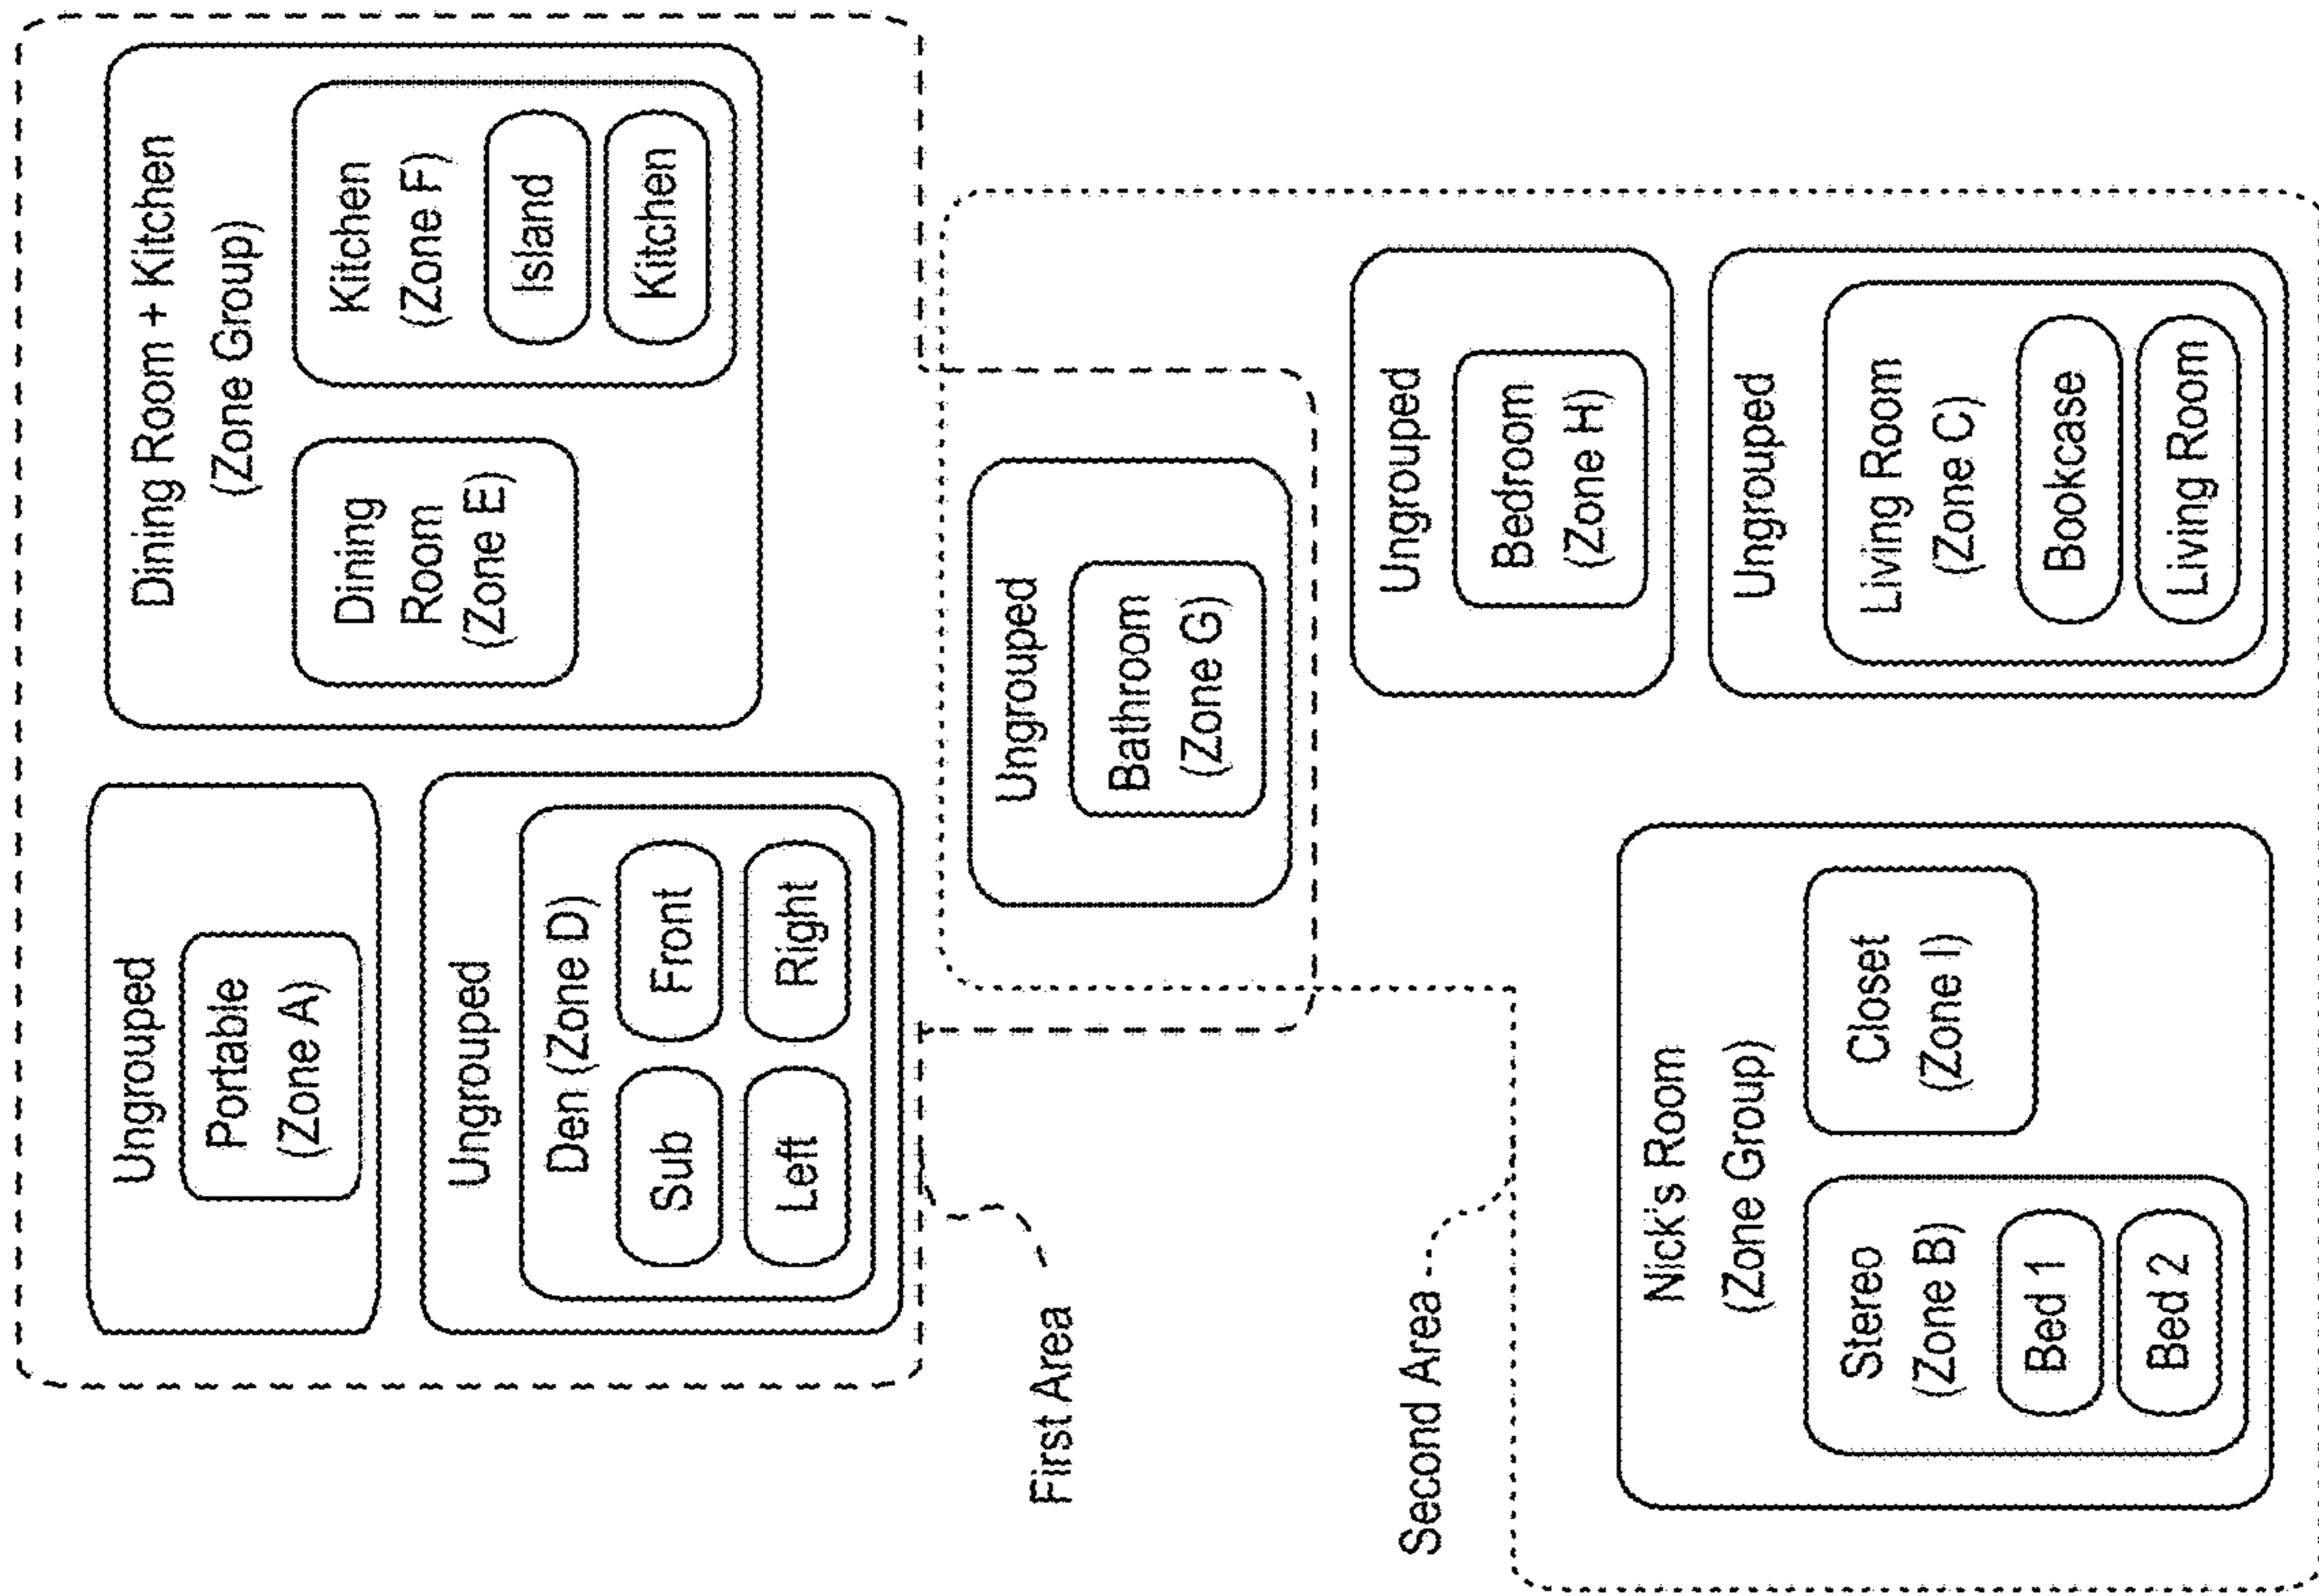 Ungrouped
Portable
(Zone A)
Ungrouped
Den (Zone D)
Sub
Front
Left
Right
Dining Room + Kitchen
(Zone Group)
Dining
Room
(Zone E)
Kitchen
(Zone F)
Island
Kitchen
First Area
Ungrouped
Bathroom
(Zone G)
Second Area
Nick's Room
(Zone Group)
Stereo
(Zone B)
Bed 1
Bed 2
Closet
(Zone I)
Ungrouped
Bedroom
(Zone H)
Ungrouped
Living Room
(Zone C)
Bookcase
Living Room